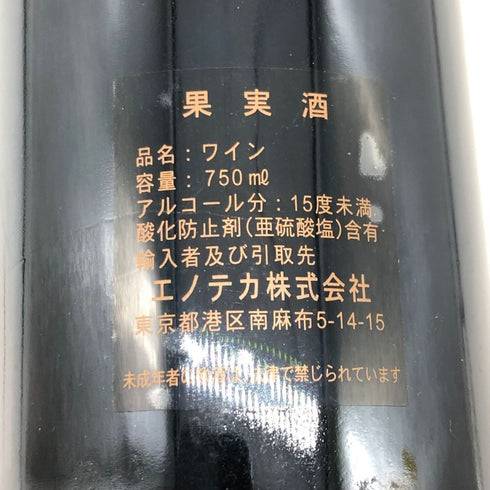 果実酒
品名：ワイン
容量：750㎖
アルコール分：15度未満
酸化防止剤(亜硫酸塩)含有
輸入者及び引取先
エノテカ株式会社
東京都港区南麻布5-14-15
未成年者 で禁じられています